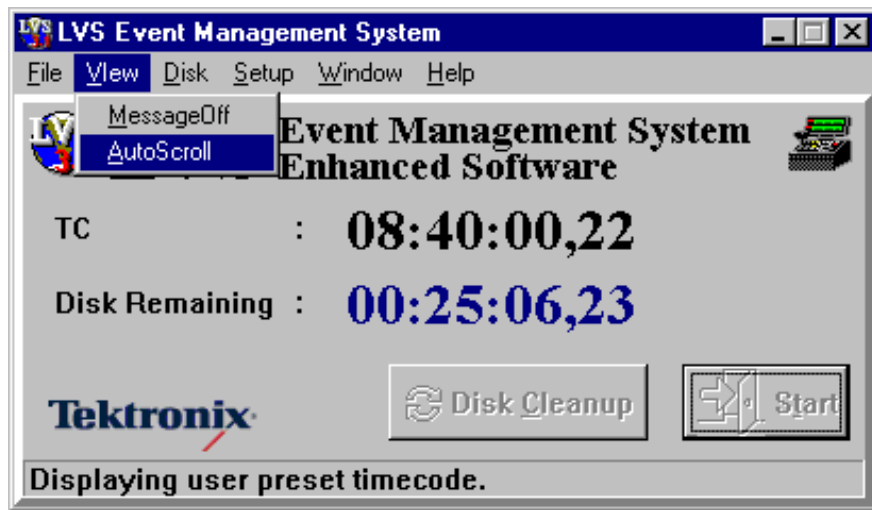 LVS Event Management System
File VIew Disk Setup Window Help
MessageOff
AutoScroll
Event Management System
Enhanced Software
TC : 08:40:00,22
Disk Remaining : 00:25:06,23
Tektronix
Disk Cleanup
Start
Displaying user preset timecode.